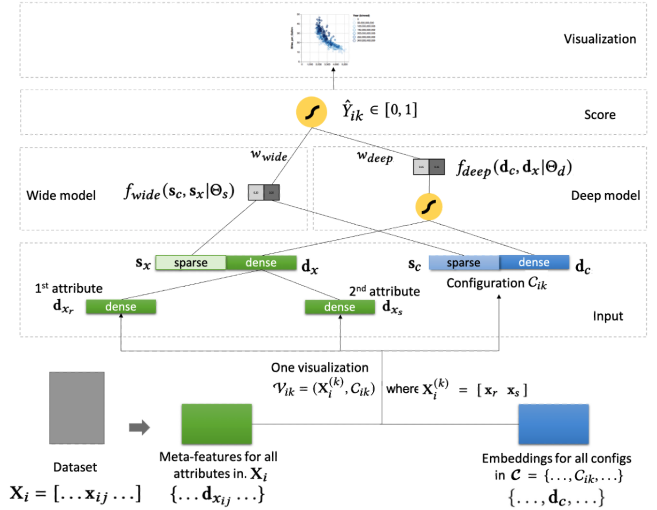 Visualization
Score
Ŷ_ik ∈ [0, 1]
w_wide
w_deep
Wide model
f_wide(s_c, s_x|Θ_s)
f_deep(d_c, d_x|Θ_d)
Deep model
s_x sparse dense d_x
s_c sparse dense d_c
Configuration C_ik
1st attribute
d_x_r dense
2nd attribute
dense d_x_s
Input
One visualization
V_ik = (X_i^(k), C_ik) where X_i^(k) = [ x_r x_s ]
Dataset
X_i = [… x_ij …]
Meta-features for all
attributes in. X_i
{… d_x_ij …}
Embeddings for all configs
in C = {…, C_ik, …}
{…, d_c, …}